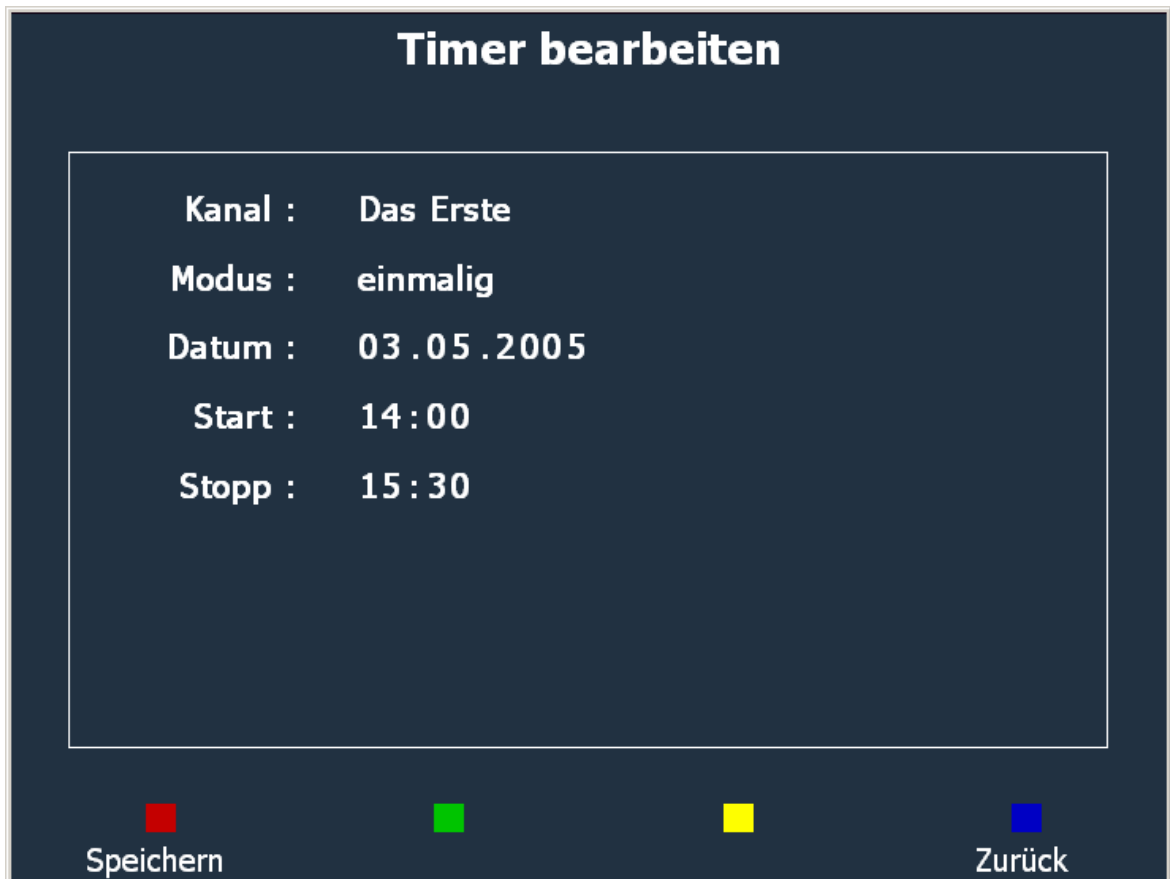 Timer bearbeiten
Kanal : Das Erste
Modus : einmalig
Datum : 03.05.2005
Start : 14:00
Stopp : 15:30
Speichern Zurück